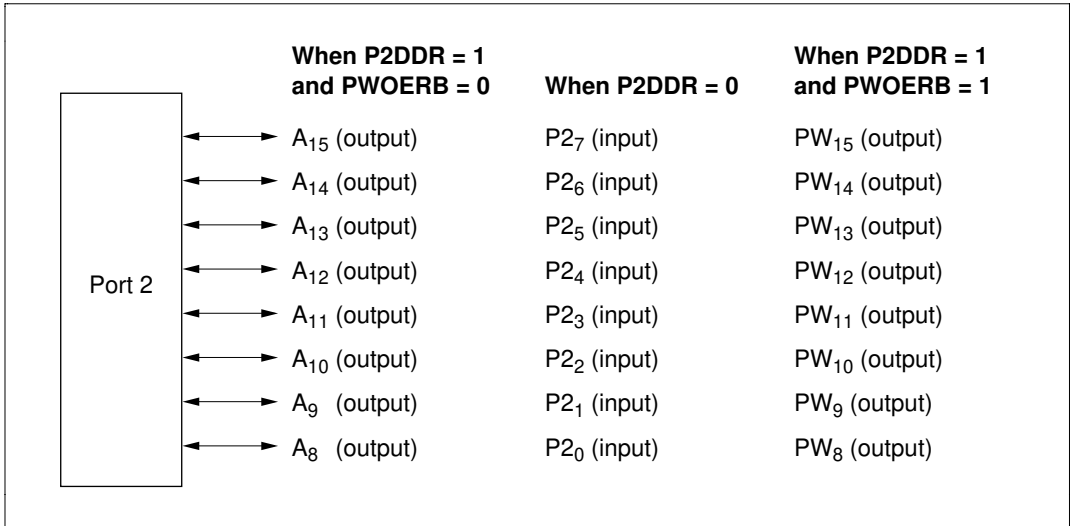 When P2DDR = 1 and PWOERB = 0
When P2DDR = 0
When P2DDR = 1 and PWOERB = 1
Port 2
A15 (output) P27 (input) PW15 (output)
A14 (output) P26 (input) PW14 (output)
A13 (output) P25 (input) PW13 (output)
A12 (output) P24 (input) PW12 (output)
A11 (output) P23 (input) PW11 (output)
A10 (output) P22 (input) PW10 (output)
A9 (output) P21 (input) PW9 (output)
A8 (output) P20 (input) PW8 (output)